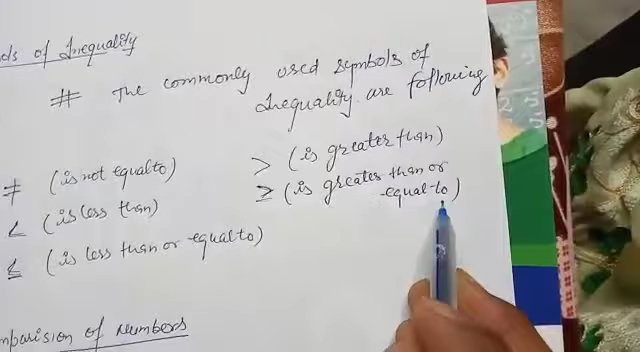 ols of Inequality
# The commonly used symbols of
Inequality are following
≠ (is not equal to)
> (is greater than)
< (is less than)
≥ (is greater than or
equal to)
≤ (is less than or equal to)
mparision of Numbers